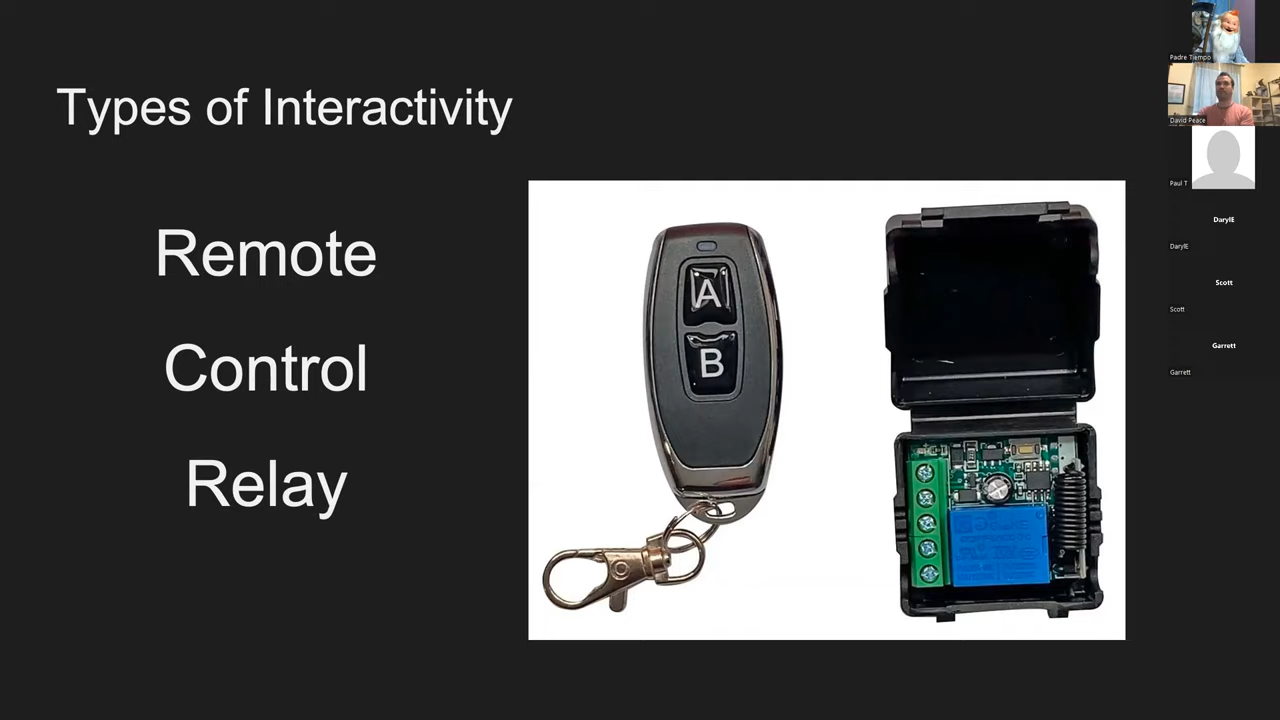 Types of Interactivity
Remote
Control
Relay
A
B
Padre Tiempo
David Peace
Paul T
DarylE
DarylE
Scott
Scott
Garrett
Garrett